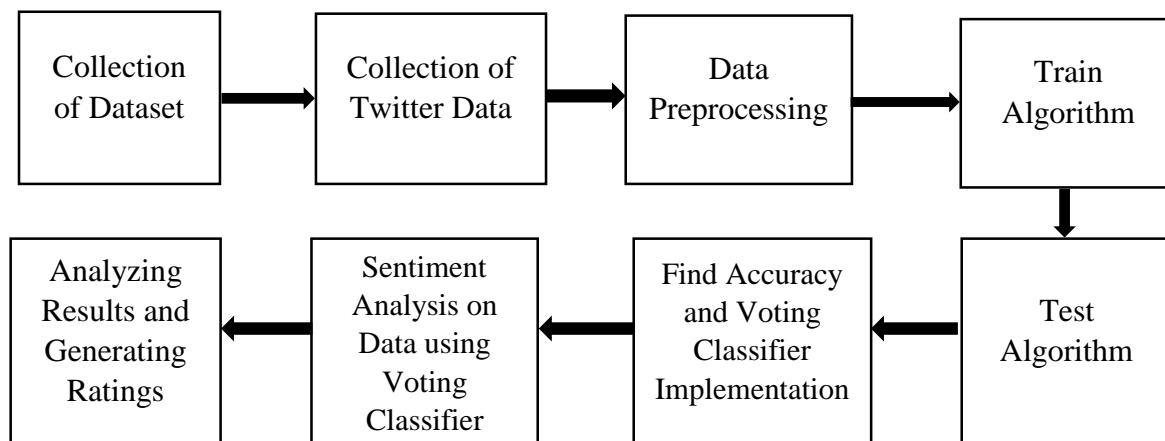 Collection
of Dataset
Collection of
Twitter Data
Data
Preprocessing
Train
Algorithm
Test
Algorithm
Find Accuracy
and Voting
Classifier
Implementation
Sentiment
Analysis on
Data using
Voting
Classifier
Analyzing
Results and
Generating
Ratings